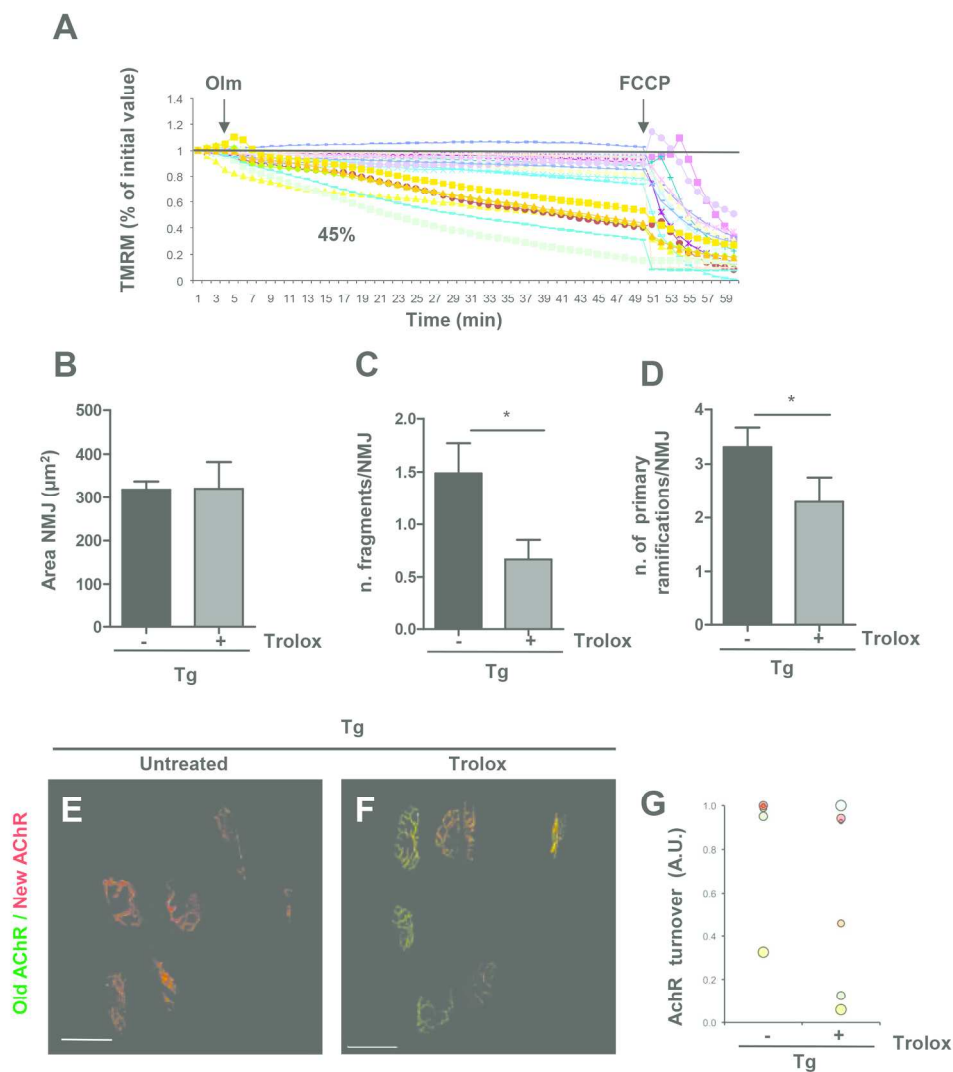 A
Olm
FCCP
TMRM (% of initial value)
1.4
1.2
1
0.8
0.6
0.4
0.2
0
45%
1 3 5 7 9 11 13 15 17 19 21 23 25 27 29 31 33 35 37 39 41 43 45 47 49 51 53 55 57 59
Time (min)
B
Area NMJ (µm²)
500
400
300
200
100
0
- + Trolox
Tg
C
n. fragments/NMJ
2.0
1.5
1.0
0.5
0.0
*
- +
Tg
D
n. of primary
ramifications/NMJ
4
3
2
1
0
*
- + Trolox
Tg
Tg
Untreated
Trolox
Old AChR / New AChR
E
F
G
AchR turnover (A.U.)
1.0
0.8
0.6
0.4
0.2
0.0
- + Trolox
Tg